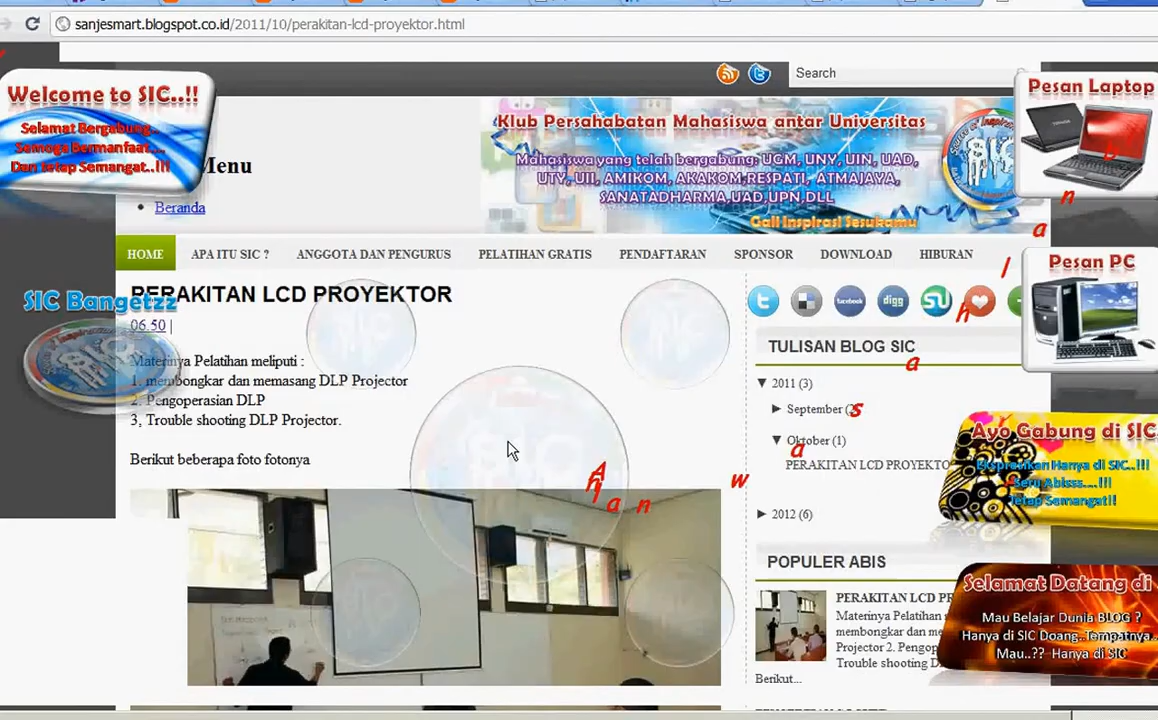 sanjesmart.blogspot.co.id/2011/10/perakitan-lcd-proyektor.html
Search
Welcome to SIC..!!
Selamat Bergabung..
Semoga Bermanfaat....
Dan tetap Semangat..!!!
Menu
Beranda
Klub Persahabatan Mahasiswa antar Universitas
Mahasiswa yang telah bergabung: UGM, UNY, UIN, UAD,
UTY, UII, AMIKOM, AKAKOM,RESPATI, ATMAJAYA,
SANATADHARMA,UAD,UPN,DLL
Gali Inspirasi Sesukamu
SIC
Pesan Laptop
HOME
APA ITU SIC ?
ANGGOTA DAN PENGURUS
PELATIHAN GRATIS
PENDAFTARAN
SPONSOR
DOWNLOAD
HIBURAN
Pesan PC
SIC Bangetzz
PERAKITAN LCD PROYEKTOR
06.50 |
Materinya Pelatihan meliputi :
1. membongkar dan memasang DLP Projector
2. Pengoperasian DLP
3, Trouble shooting DLP Projector.
Berikut beberapa foto fotonya
facebook
digg
TULISAN BLOG SIC
2011 (3)
September
Oktober (1)
PERAKITAN LCD PROYEKTO
2012 (6)
Ayo Gabung di SIC
Ekspresikan Hanya di SIC..!!!
Seru Abisss....!!!
Tetap Semangat!!
POPULER ABIS
PERAKITAN LCD PR
Materinya Pelatihan
membongkar dan me
Projector 2. Pengop
Trouble shooting DL
Berikut...
Selamat Datang di
Mau Belajar Dunia BLOG ?
Hanya di SIC Doang..Tempatnya..
Mau..?? Hanya di SIC
A h l a n w a s a h l a n b